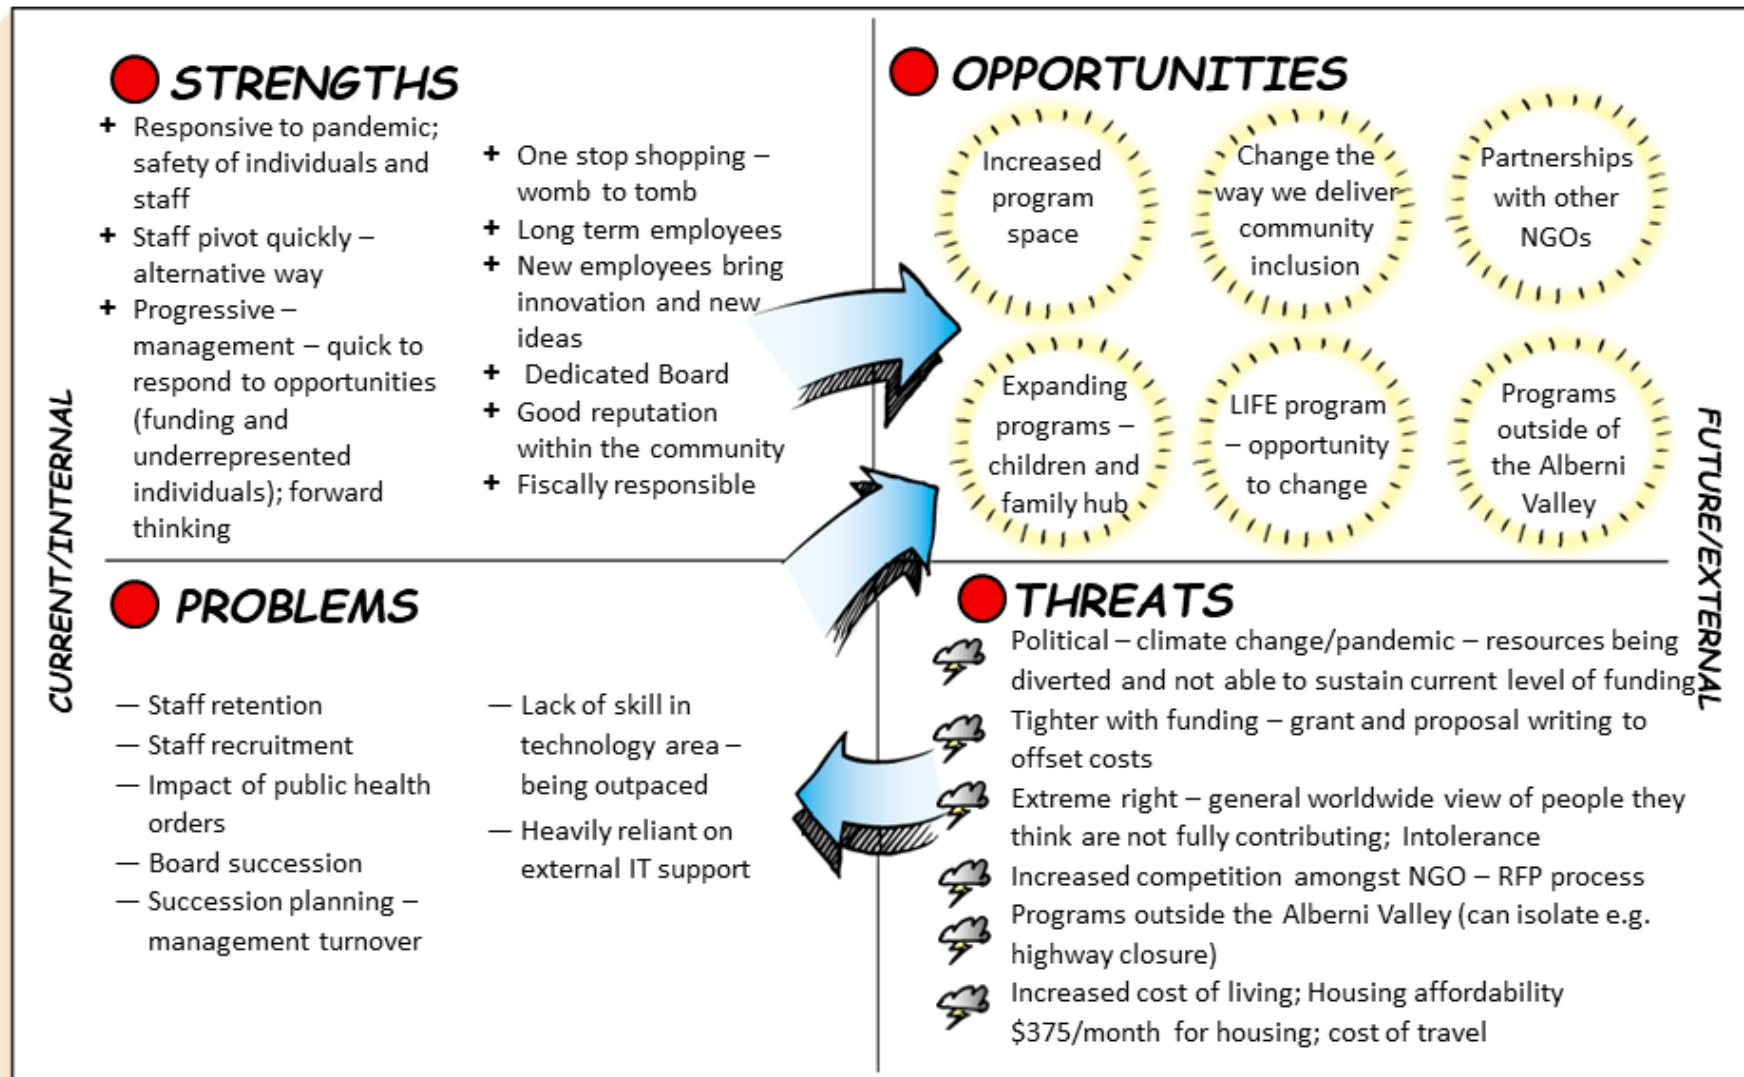 STRENGTHS
+ Responsive to pandemic;
safety of individuals and
staff
+ Staff pivot quickly –
alternative way
+ Progressive –
management – quick to
respond to opportunities
(funding and
underrepresented
individuals); forward
thinking
+ One stop shopping –
womb to tomb
+ Long term employees
+ New employees bring
innovation and new
ideas
+ Dedicated Board
+ Good reputation
within the community
+ Fiscally responsible
OPPORTUNITIES
Increased
program
space
Change the
way we deliver
community
inclusion
Partnerships
with other
NGOs
Expanding
programs –
children and
family hub
LIFE program
– opportunity
to change
Programs
outside of
the Alberni
Valley
CURRENT/INTERNAL
FUTURE/EXTERNAL
PROBLEMS
— Staff retention
— Staff recruitment
— Impact of public health
orders
— Board succession
— Succession planning –
management turnover
— Lack of skill in
technology area –
being outpaced
— Heavily reliant on
external IT support
THREATS
Political – climate change/pandemic – resources being
diverted and not able to sustain current level of funding
Tighter with funding – grant and proposal writing to
offset costs
Extreme right – general worldwide view of people they
think are not fully contributing; Intolerance
Increased competition amongst NGO – RFP process
Programs outside the Alberni Valley (can isolate e.g.
highway closure)
Increased cost of living; Housing affordability
$375/month for housing; cost of travel